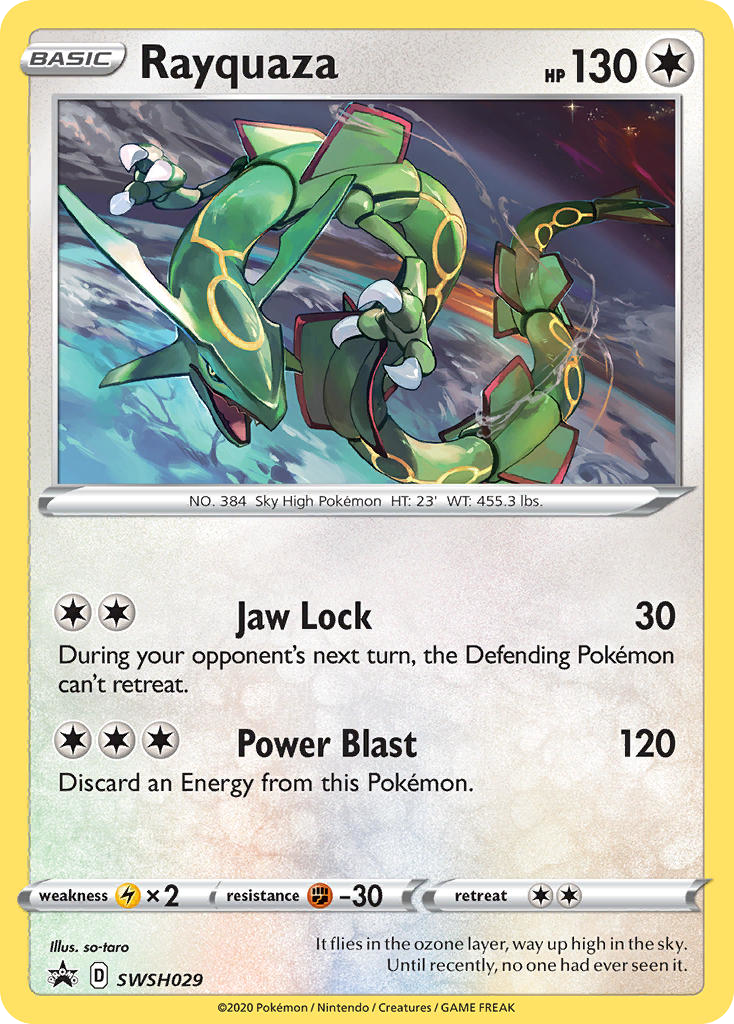 BASIC Rayquaza HP 130
NO. 384 Sky High Pokémon HT: 23' WT: 455.3 lbs.
Jaw Lock 30
During your opponent's next turn, the Defending Pokémon
can't retreat.
Power Blast 120
Discard an Energy from this Pokémon.
weakness ×2 resistance -30 retreat
Illus. so-taro
It flies in the ozone layer, way up high in the sky.
Until recently, no one had ever seen it.
D SWSH029
©2020 Pokémon / Nintendo / Creatures / GAME FREAK